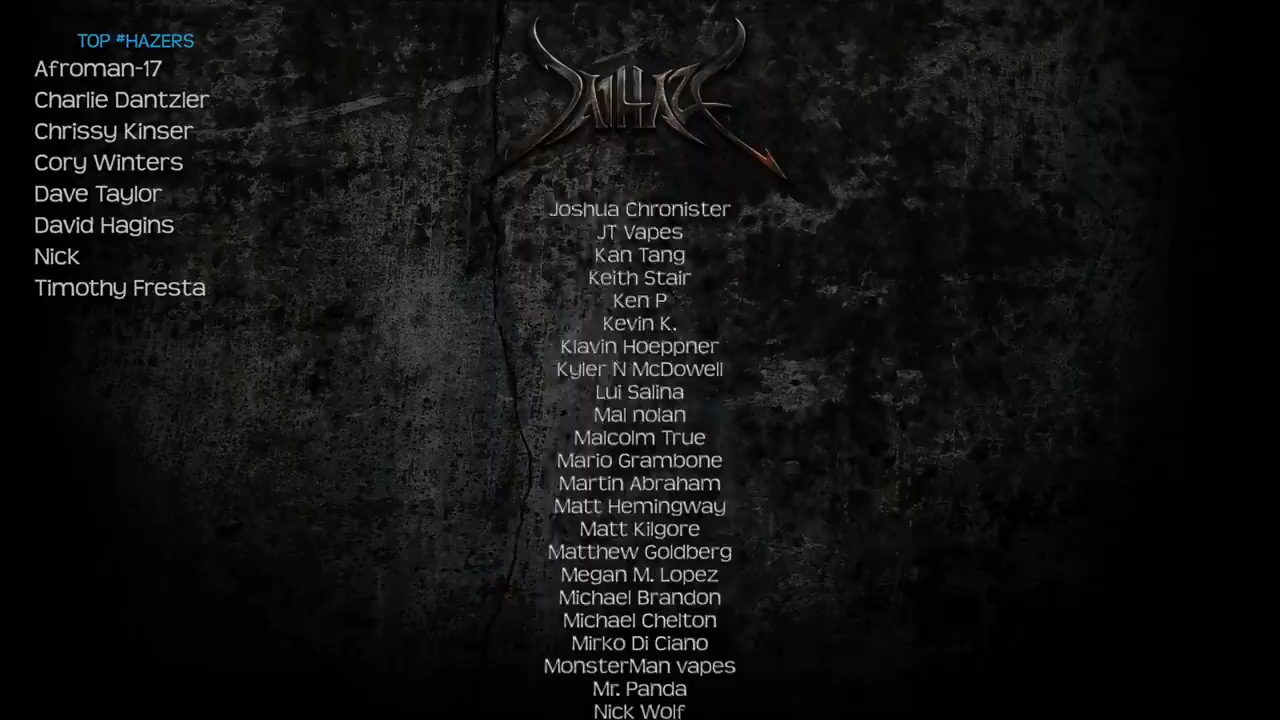 TOP #HAZERS
Afroman-17
Charlie Dantzler
Chrissy Kinser
Cory Winters
Dave Taylor
David Hagins
Nick
Timothy Fresta
Joshua Chronister
JT Vapes
Kan Tang
Keith Stair
Ken P
Kevin K.
Klavin Hoeppner
Kyler N McDowell
Lui Salina
Mal nolan
Malcolm True
Mario Grambone
Martin Abraham
Matt Hemingway
Matt Kilgore
Matthew Goldberg
Megan M. Lopez
Michael Brandon
Michael Chelton
Mirko Di Ciano
MonsterMan vapes
Mr. Panda
Nick Wolf